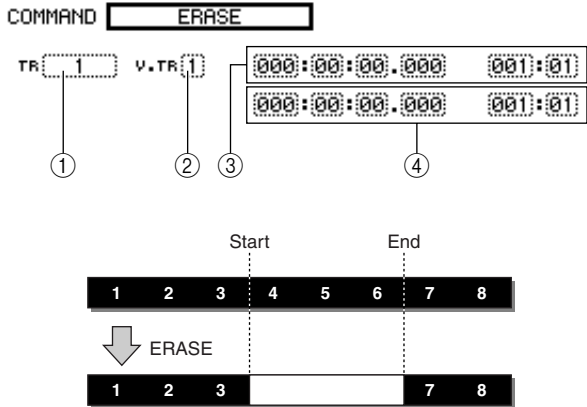 COMMAND ERASE
TR 1 V.TR 1 000:00:00.000 001:01
000:00:00.000 001:01
① ② ③ ④
Start End
1 2 3 4 5 6 7 8
ERASE
1 2 3 7 8